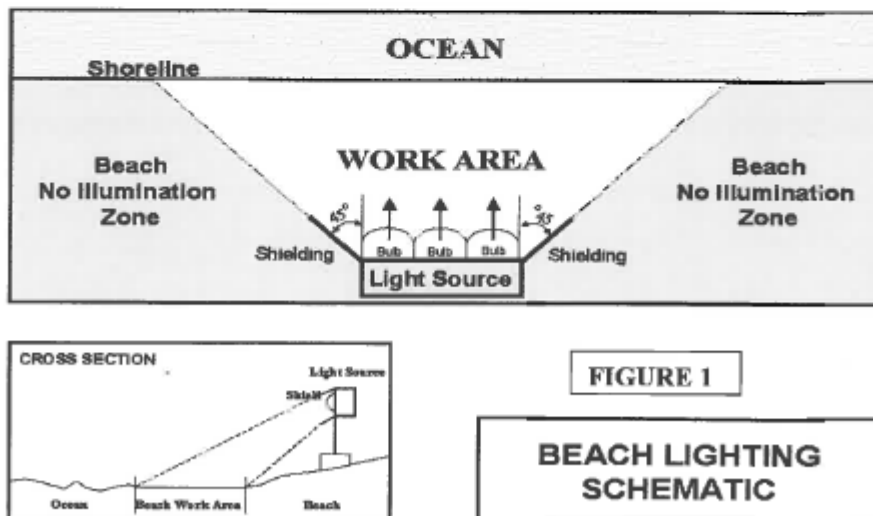 OCEAN
Shoreline
Beach
No Illumination
Zone
WORK AREA
Beach
No Illumination
Zone
45°
45°
Shielding
Bulb
Bulb
Bulb
Shielding
Light Source
CROSS SECTION
Light Source
Shield
Ocean
Beach Work Area
Beach
FIGURE 1
BEACH LIGHTING
SCHEMATIC